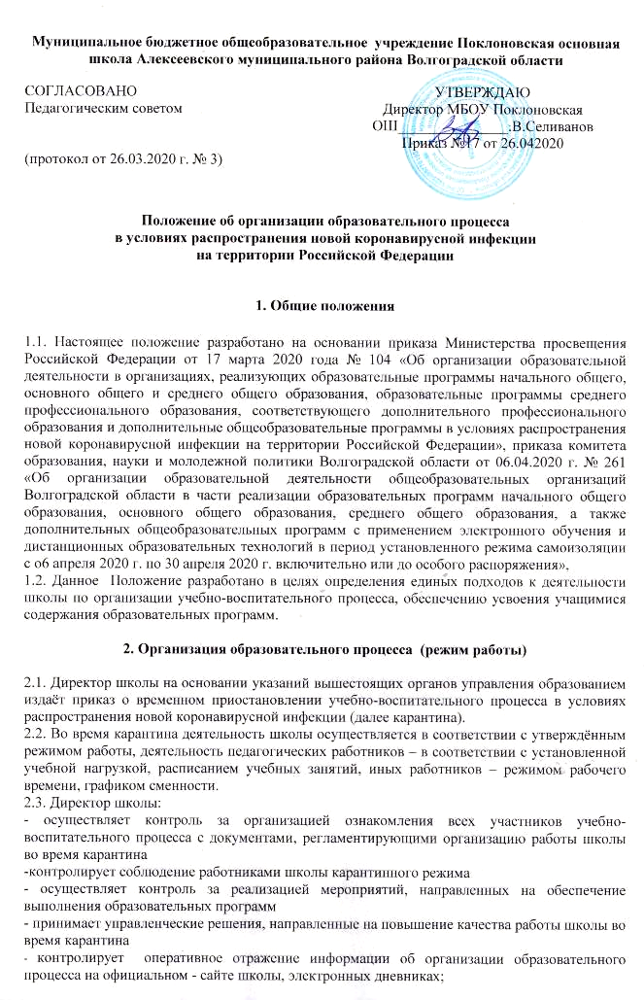 Муниципальное бюджетное общеобразовательное учреждение Поклоновская основная
школа Алексеевского муниципального района Волгоградской области
СОГЛАСОВАНО
Педагогическим советом
(протокол от 26.03.2020 г. № 3)
УТВЕРЖДАЮ
Директор МБОУ Поклоновская
ОШ______________.В.Селиванов
Приказ №17 от 26.042020
Положение об организации образовательного процесса
в условиях распространения новой коронавирусной инфекции
на территории Российской Федерации
1. Общие положения
1.1. Настоящее положение разработано на основании приказа Министерства просвещения
Российской Федерации от 17 марта 2020 года № 104 «Об организации образовательной
деятельности в организациях, реализующих образовательные программы начального общего,
основного общего и среднего общего образования, образовательные программы среднего
профессионального образования, соответствующего дополнительного профессионального
образования и дополнительные общеобразовательные программы в условиях распространения
новой коронавирусной инфекции на территории Российской Федерации», приказа комитета
образования, науки и молодежной политики Волгоградской области от 06.04.2020 г. № 261
«Об организации образовательной деятельности общеобразовательных организаций
Волгоградской области в части реализации образовательных программ начального общего
образования, основного общего образования, среднего общего образования, а также
дополнительных общеобразовательных программ с применением электронного обучения и
дистанционных образовательных технологий в период установленного режима самоизоляции
с о6 апреля 2020 г. по 30 апреля 2020 г. включительно или до особого распоряжения»,
1.2. Данное Положение разработано в целях определения единых подходов к деятельности
школы по организации учебно-воспитательного процесса, обеспечению усвоения учащимися
содержания образовательных программ.
2. Организация образовательного процесса (режим работы)
2.1. Директор школы на основании указаний вышестоящих органов управления образованием
издаёт приказ о временном приостановлении учебно-воспитательного процесса в условиях
распространения новой коронавирусной инфекции (далее карантина).
2.2. Во время карантина деятельность школы осуществляется в соответствии с утверждённым
режимом работы, деятельность педагогических работников – в соответствии с установленной
учебной нагрузкой, расписанием учебных занятий, иных работников – режимом рабочего
времени, графиком сменности.
2.3. Директор школы:
- осуществляет контроль за организацией ознакомления всех участников учебно-
воспитательного процесса с документами, регламентирующими организацию работы школы
во время карантина
-контролирует соблюдение работниками школы карантинного режима
- осуществляет контроль за реализацией мероприятий, направленных на обеспечение
выполнения образовательных программ
- принимает управленческие решения, направленные на повышение качества работы школы во
время карантина
- контролирует оперативное отражение информации об организации образовательного
процесса на официальном - сайте школы, электронных дневниках;